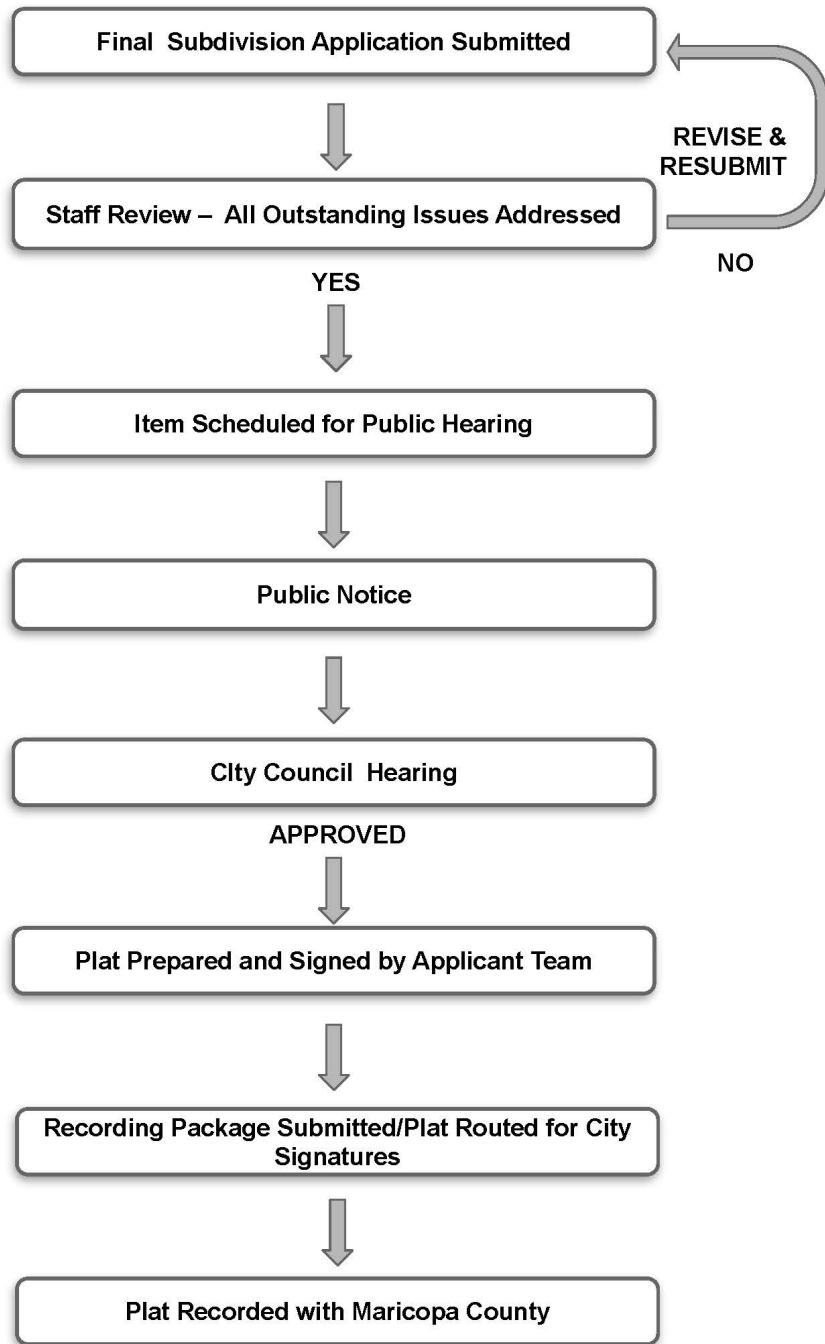 Final  Subdivision Application Submitted
REVISE &
RESUBMIT
Staff Review –  All Outstanding Issues Addressed
NO
YES
Item Scheduled for Public Hearing
Public Notice
CIty Council  Hearing
APPROVED
Plat Prepared and Signed by Applicant Team
Recording Package Submitted/Plat Routed for City
Signatures
Plat Recorded with Maricopa County